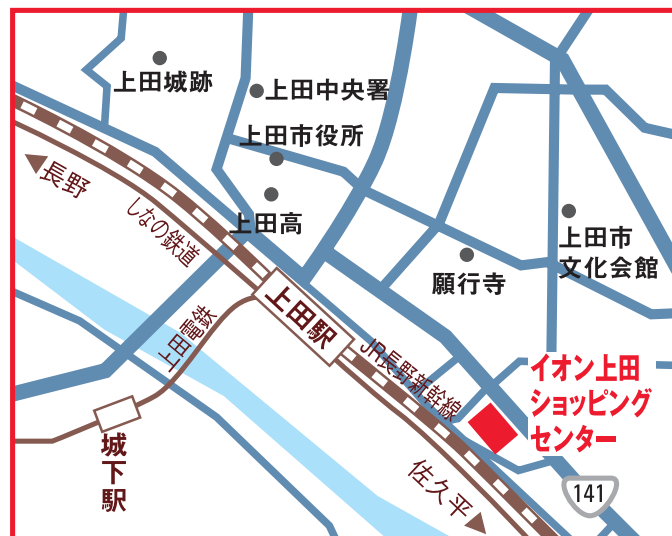 上田城跡
上田中央署
上田市役所
長野
しなの鉄道
上田高
上田市
文化会館
願行寺
上田駅
上田電鉄
JR長野新幹線
イオン上田
ショッピング
センター
城下駅
佐久平
141